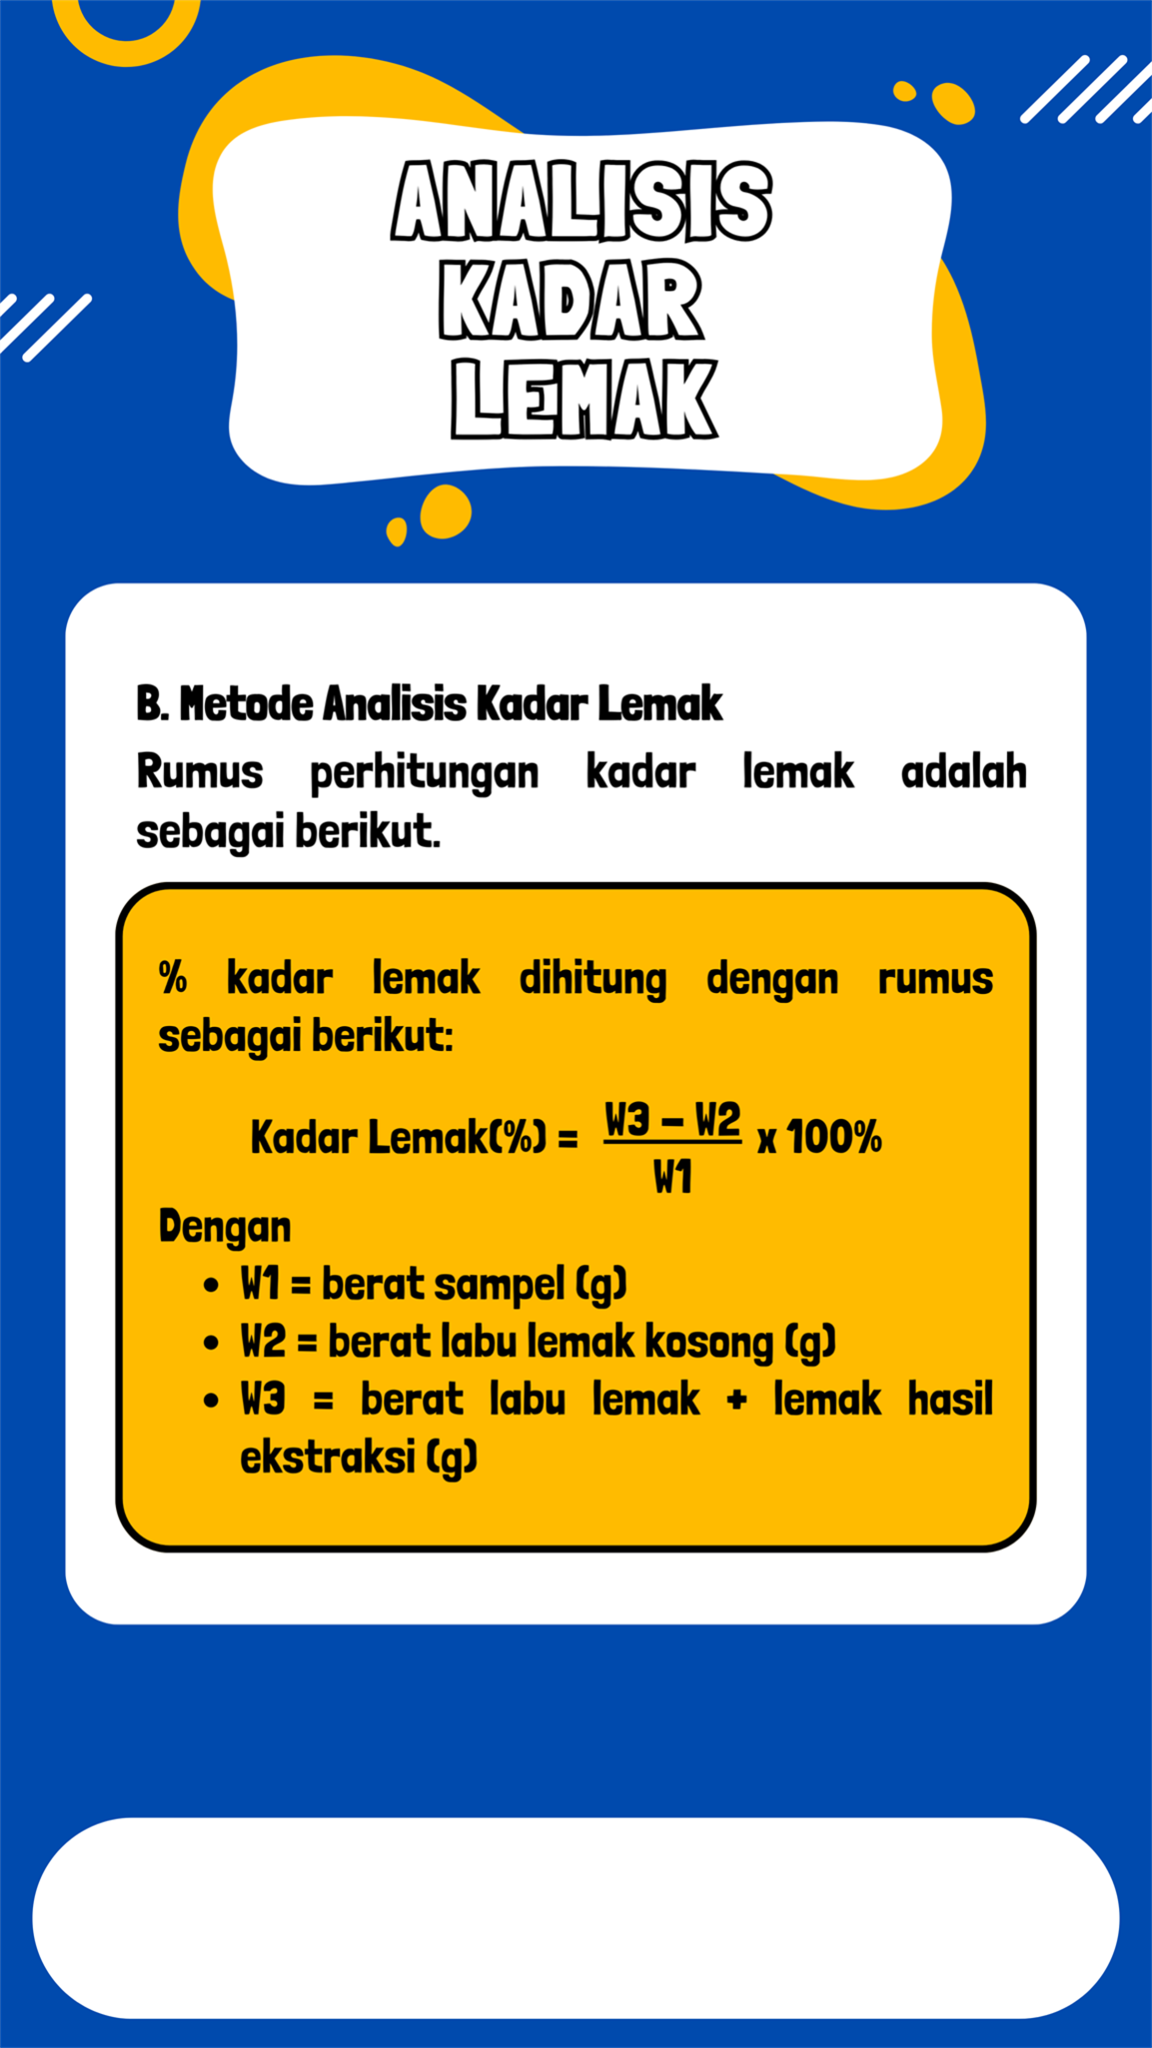 ANALISIS
KADAR
LEMAK
B. Metode Analisis Kadar Lemak
Rumus perhitungan kadar lemak adalah
sebagai berikut.
% kadar lemak dihitung dengan rumus
sebagai berikut:
Kadar Lemak(%) = W3 – W2 x 100%
W1
Dengan
• W1 = berat sampel (g)
• W2 = berat labu lemak kosong (g)
• W3 = berat labu lemak + lemak hasil
ekstraksi (g)